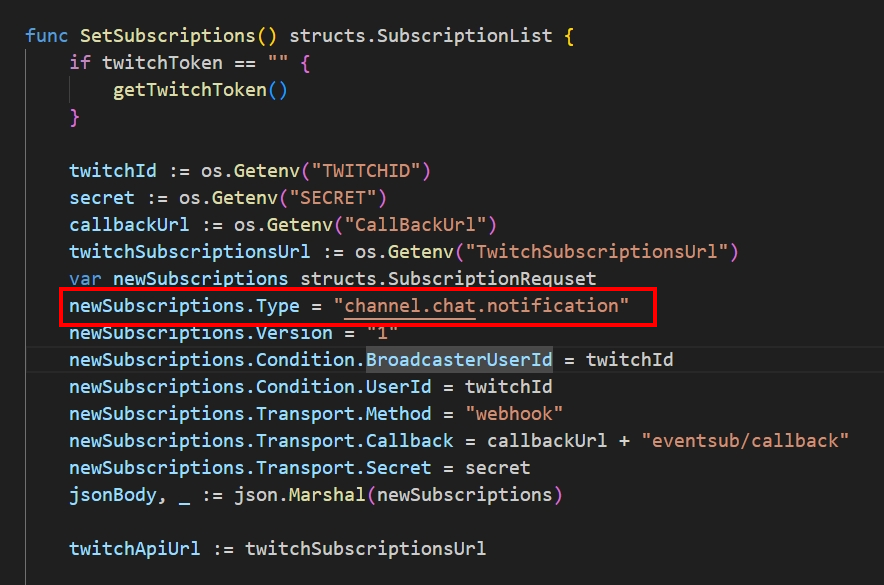 func SetSubscriptions() structs.SubscriptionList {
if twitchToken == "" {
getTwitchToken()
}
twitchId := os.Getenv("TWITCHID")
secret := os.Getenv("SECRET")
callbackUrl := os.Getenv("CallBackUrl")
twitchSubscriptionsUrl := os.Getenv("TwitchSubscriptionsUrl")
var newSubscriptions structs.SubscriptionRequset
newSubscriptions.Type = "channel.chat.notification"
newSubscriptions.Version = "1"
newSubscriptions.Condition.BroadcasterUserId = twitchId
newSubscriptions.Condition.UserId = twitchId
newSubscriptions.Transport.Method = "webhook"
newSubscriptions.Transport.Callback = callbackUrl + "eventsub/callback"
newSubscriptions.Transport.Secret = secret
jsonBody, _ := json.Marshal(newSubscriptions)
twitchApiUrl := twitchSubscriptionsUrl